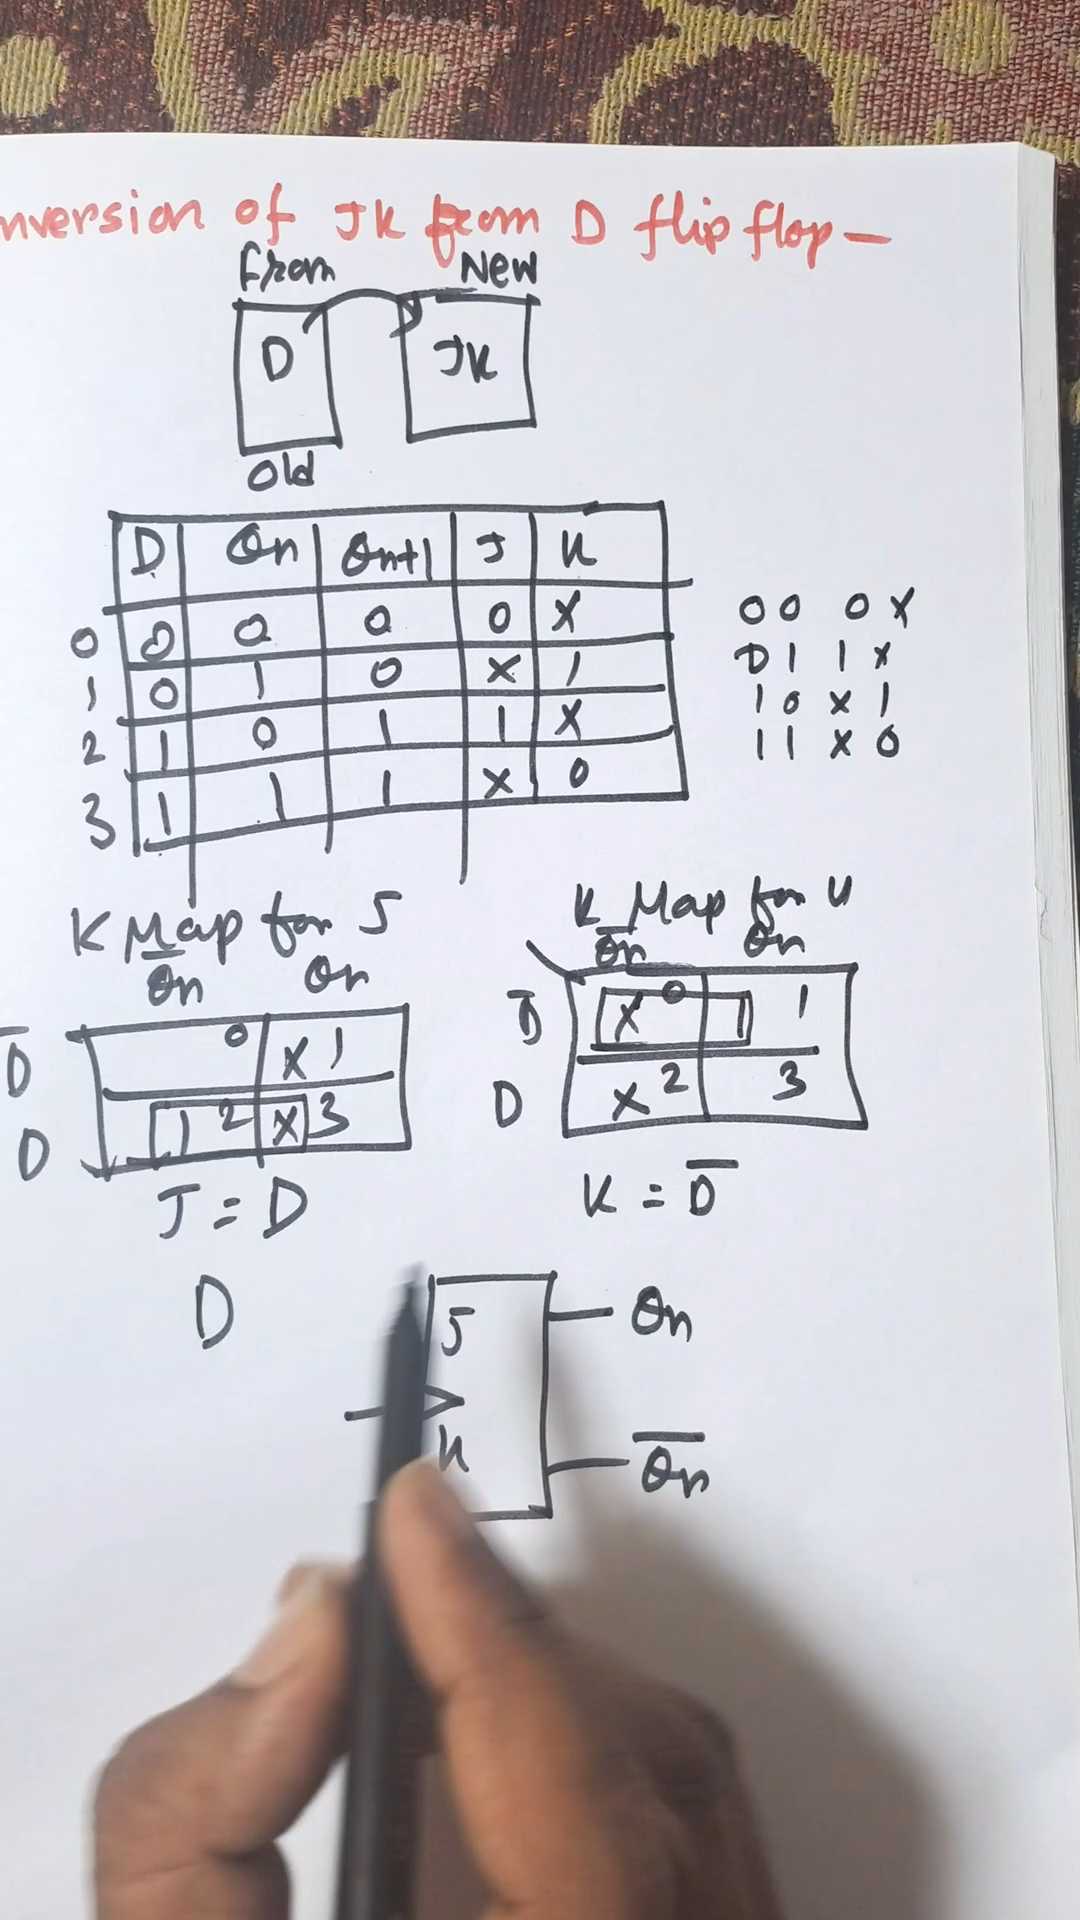 nversion of JK from D flip flop —
From New
D JK
Old
D Qn Qn+1 J K
0 0 0 0 0 X
1 0 1 0 X 1
2 1 0 1 1 X
3 1 1 1 X 0
0 0 0 X
0 1 1 X
1 0 X 1
1 1 X 0
K Map for J
Q̅n Qn
D̅ 0 X 1
D 1 2 X 3
J = D
K Map for K
Q̅n Qn
D̅ X 0 1 1
D X 2 3
K = D̅
D J Qn
K Q̅n